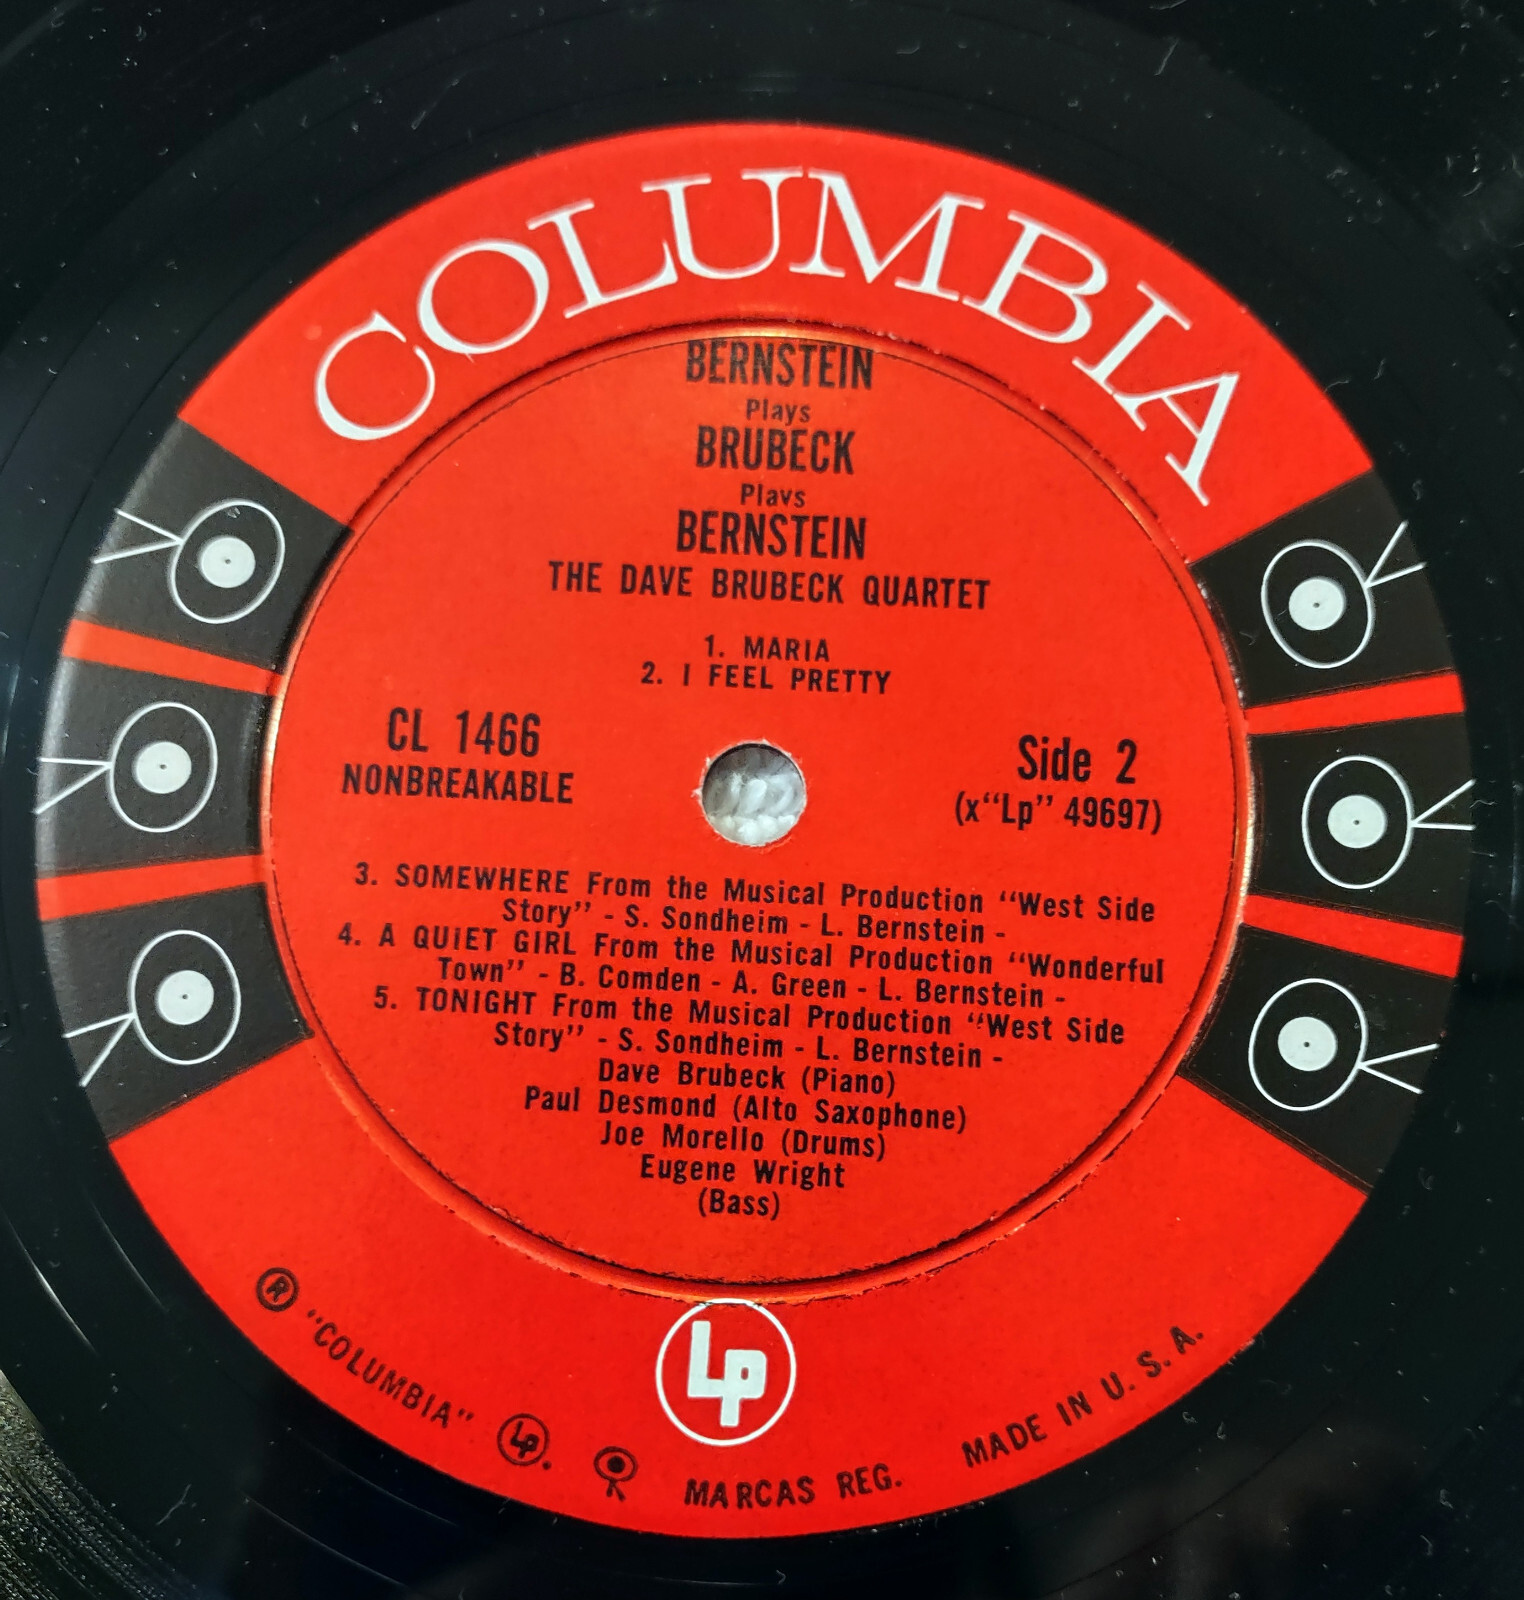 COLUMBIA
BERNSTEIN
Plays
BRUBECK
Plays
BERNSTEIN
THE DAVE BRUBECK QUARTET
1. MARIA
2. I FEEL PRETTY
CL 1466
NONBREAKABLE
Side 2
(x“Lp” 49697)
3. SOMEWHERE From the Musical Production “West Side
Story” - S. Sondheim - L. Bernstein -
4. A QUIET GIRL From the Musical Production “Wonderful
Town” - B. Comden - A. Green - L. Bernstein -
5. TONIGHT From the Musical Production “West Side
Story” - S. Sondheim - L. Bernstein -
Dave Brubeck (Piano)
Paul Desmond (Alto Saxophone)
Joe Morello (Drums)
Eugene Wright
(Bass)
Lp
® “COLUMBIA” Lp. MARCAS REG. MADE IN U. S. A.